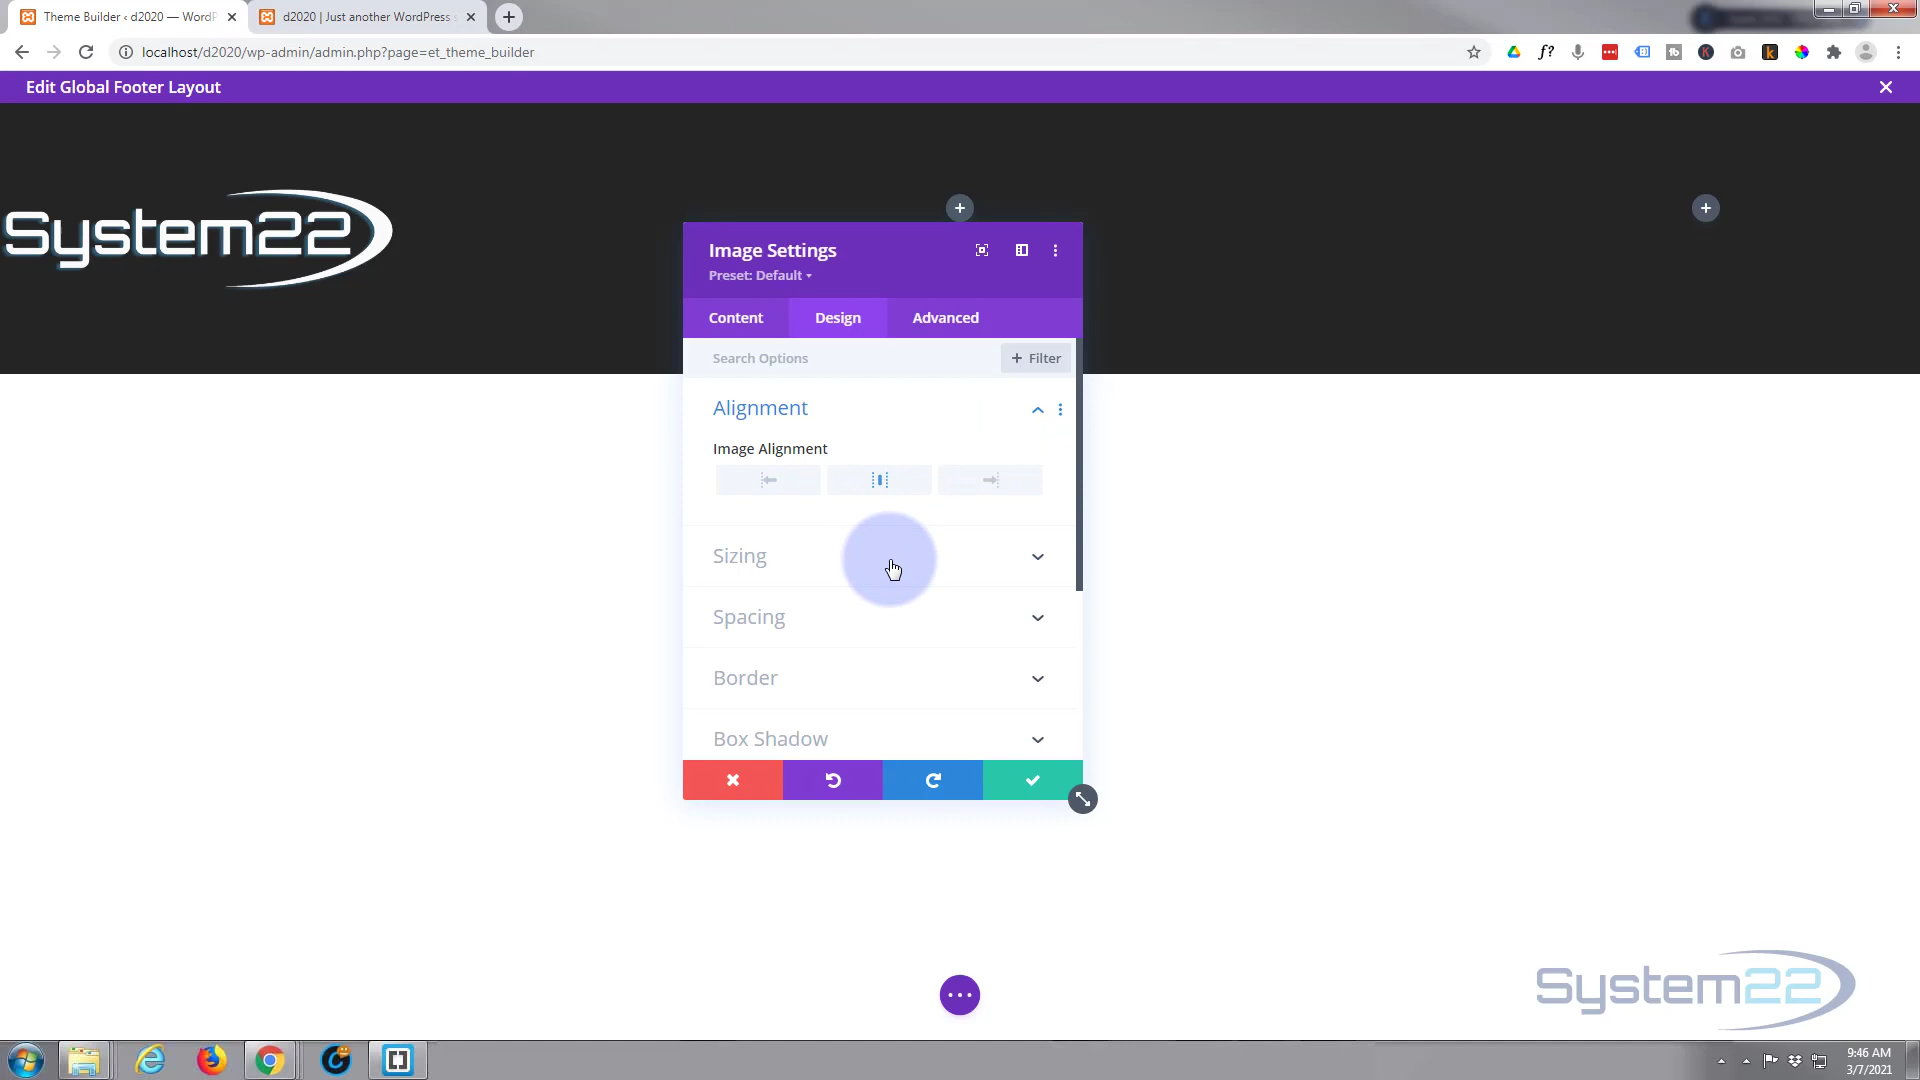 Theme Builder ‹ d2020 — WordP
d2020 | Just another WordPress s
localhost/d2020/wp-admin/admin.php?page=et_theme_builder
Edit Global Footer Layout
System22
Image Settings
Preset: Default
Content
Design
Advanced
Search Options
+ Filter
Alignment
Image Alignment
Sizing
Spacing
Border
Box Shadow
System22
9:46 AM
3/7/2021